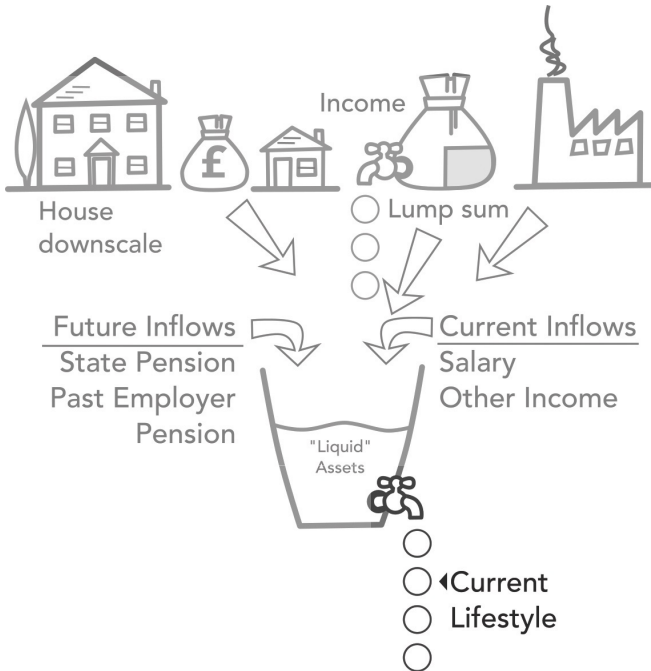 Income
£
House
downscale
Lump sum
Future Inflows
State Pension
Past Employer
Pension
Current Inflows
Salary
Other Income
"Liquid"
Assets
Current
Lifestyle